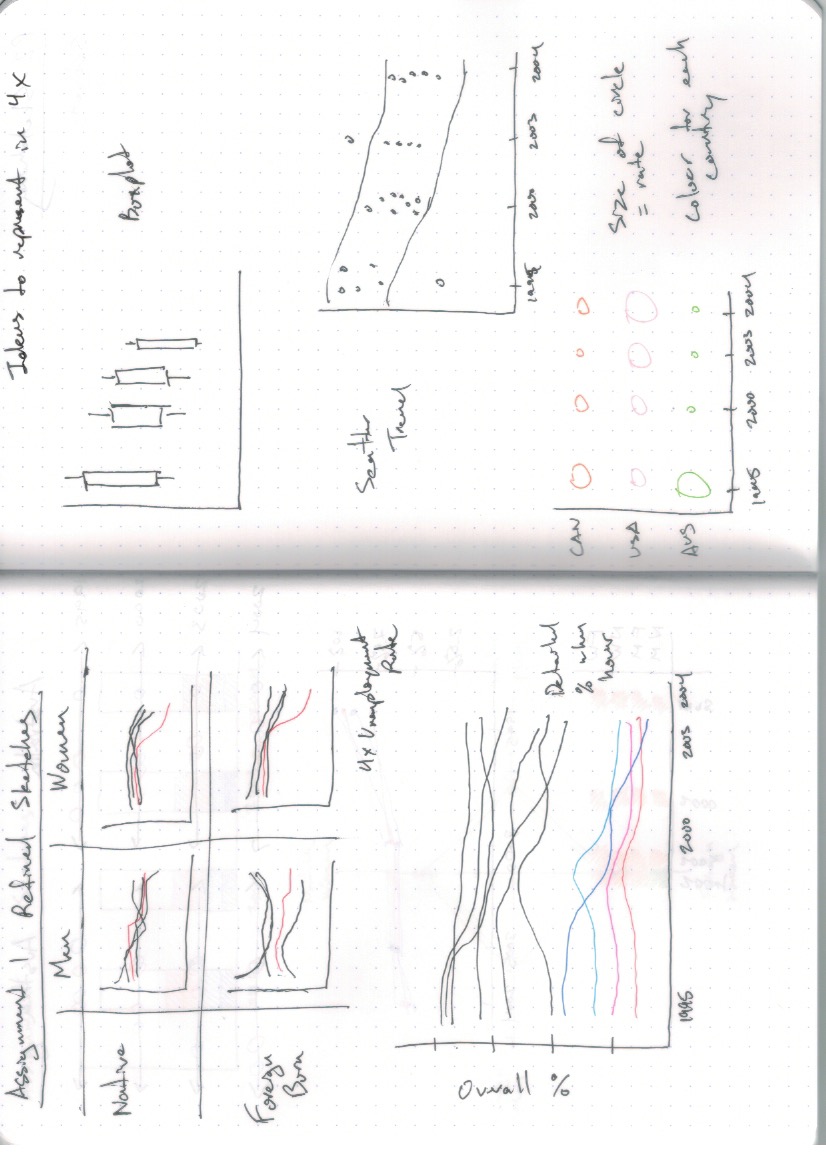 Assignment 1 Refined Sketches
Men Women
Native
Foreign
Born
4x Unemployment
Rate
Overall %
Detailed
% when
hover
1995 2000 2003 2004
Ideas to represent in 4x
Boxplot
Scatter
Trend
1995 2000 2003 2004
CAN
USA
AUS
1995 2000 2003 2004
Size of circle
= rate
Colour for each
country